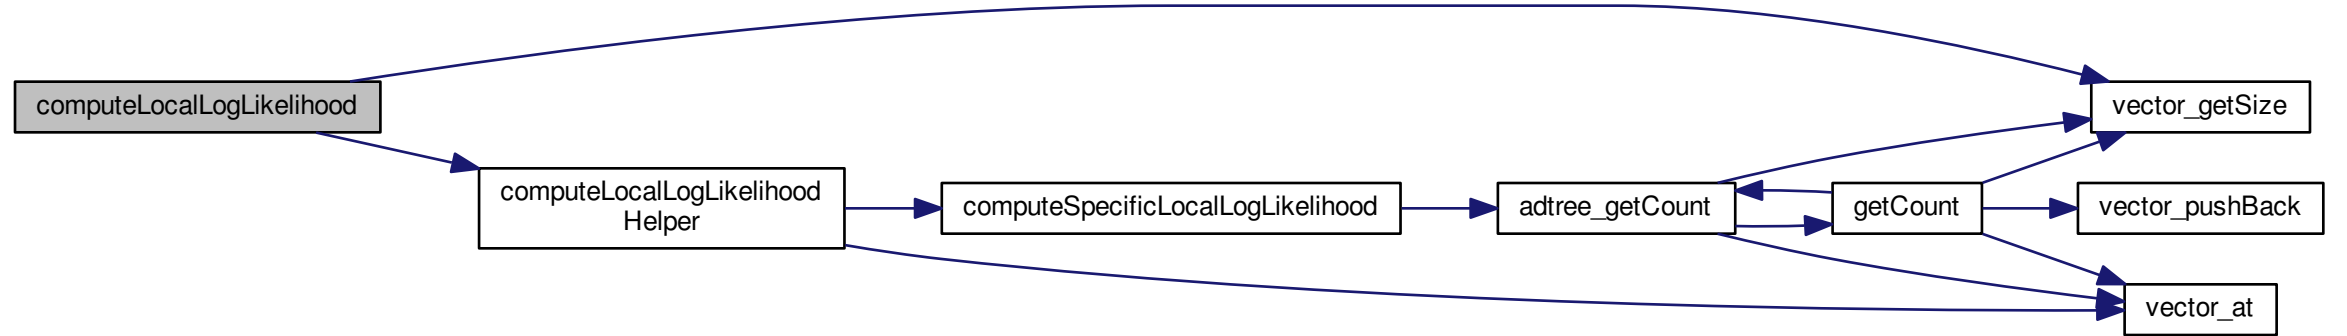 computeLocalLogLikelihood
computeLocalLogLikelihood
Helper
computeSpecificLocalLogLikelihood
adtree_getCount
getCount
vector_getSize
vector_pushBack
vector_at